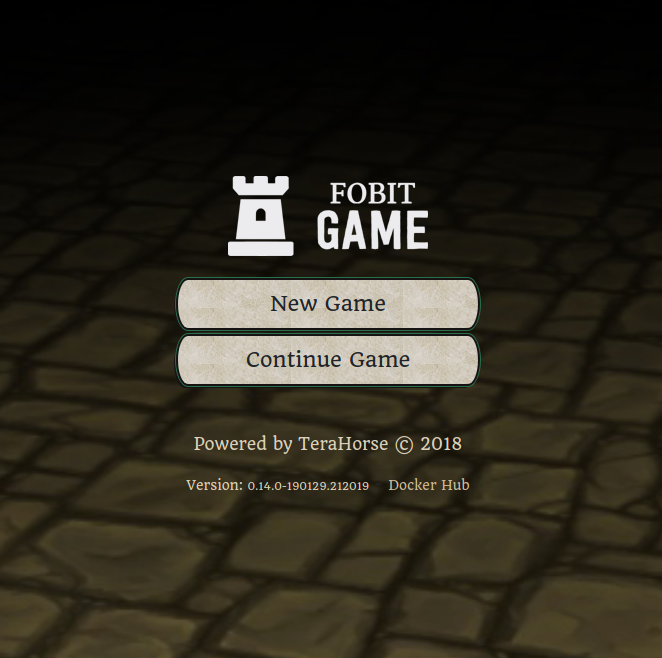 FOBIT
GAME
New Game
Continue Game
Powered by TeraHorse © 2018
Version: 0.14.0-190129.212019 Docker Hub